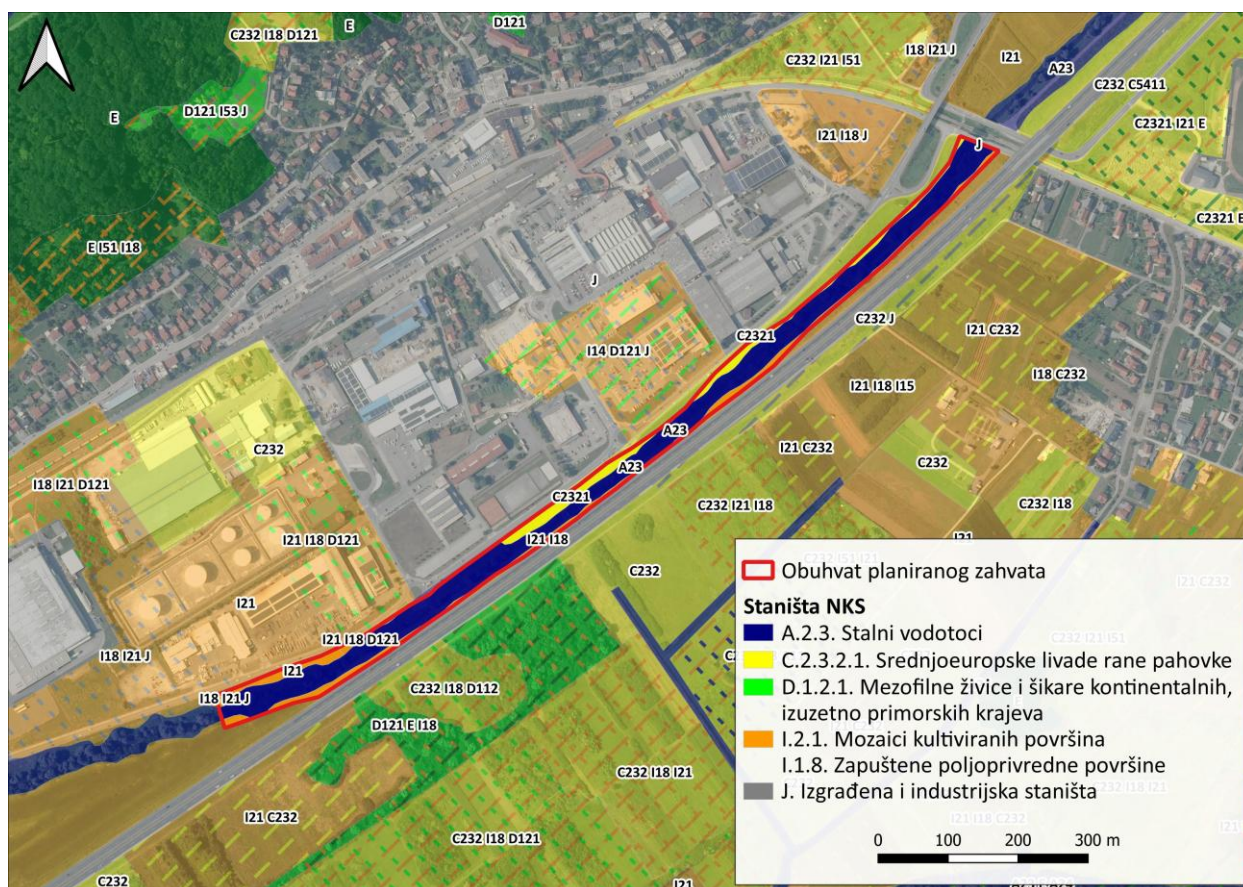 D121
E
C232 I18 D121
C232 I21 I51
I18 I21 J
I21
A23
C232 C5411
D121 I53 J
E
C2321 I21 E
I21 I18 J
J
C2321 E
E I51 I18
J
C232 J
C2321
I21 C232
I14 D121 J
I18 C232
I21 I18 I15
A23
C232
I21 C232
C232
A23
I18 I21 D121
C2321
C232 I18
C232 I21 I18
I21 I18 D121
I21 I18
I21
C232
I21
I21 I18 D121
I18 I21 J
I21
C232 I18 D112
I18 I21 J
D121 E I18
C232 I18 I21
I21 C232
C232 I18 D121
C232
I21
Obuhvat planiranog zahvata
Staništa NKS
A.2.3. Stalni vodotoci
C.2.3.2.1. Srednjoeuropske livade rane pahovke
D.1.2.1. Mezofilne živice i šikare kontinentalnih,
izuzetno primorskih krajeva
I.2.1. Mozaici kultiviranih površina
I.1.8. Zapuštene poljoprivredne površine
J. Izgrađena i industrijska staništa
0 100 200 300 m